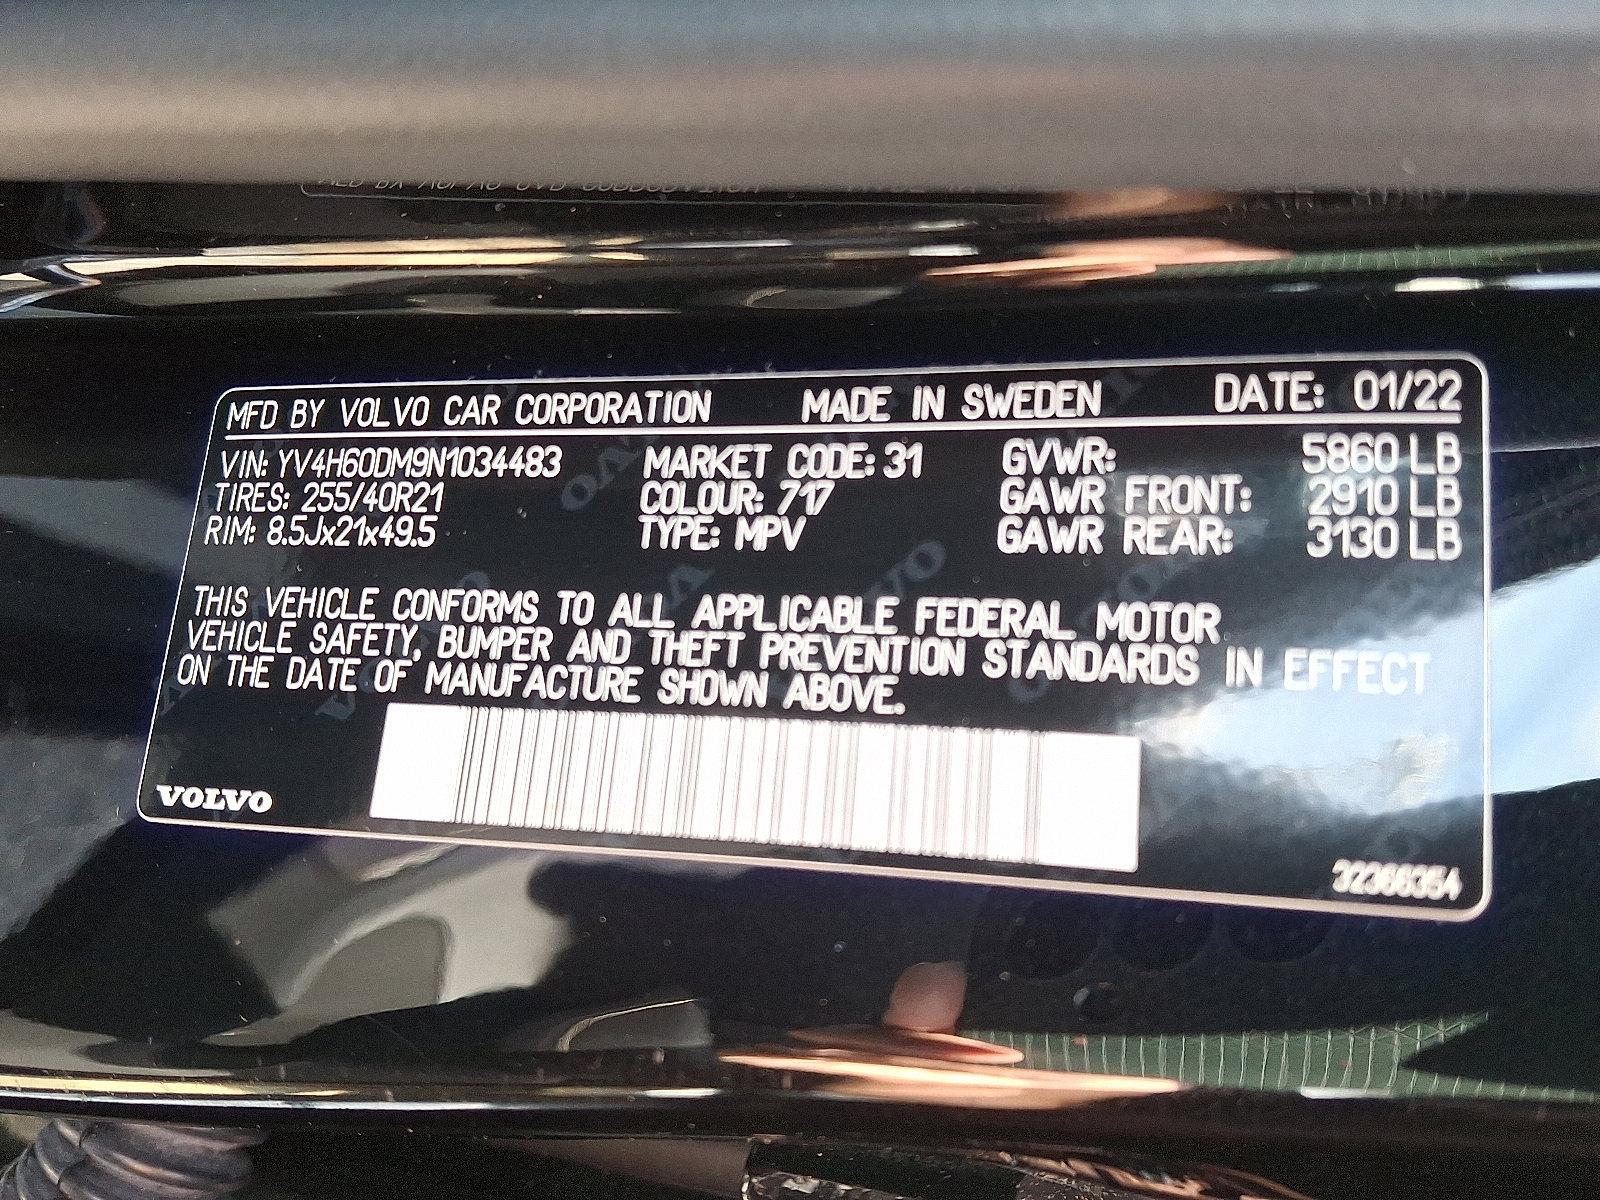 MFD BY VOLVO CAR CORPORATION MADE IN SWEDEN DATE: 01/22
VIN: YV4H60DM9N1034483 MARKET CODE: 31 GVWR: 5860 LB
TIRES: 255/40R21 COLOUR: 717 GAWR FRONT: 2910 LB
RIM: 8.5Jx21x49.5 TYPE: MPV GAWR REAR: 3130 LB
THIS VEHICLE CONFORMS TO ALL APPLICABLE FEDERAL MOTOR
VEHICLE SAFETY, BUMPER AND THEFT PREVENTION STANDARDS IN EFFECT
ON THE DATE OF MANUFACTURE SHOWN ABOVE.
VOLVO
32366354